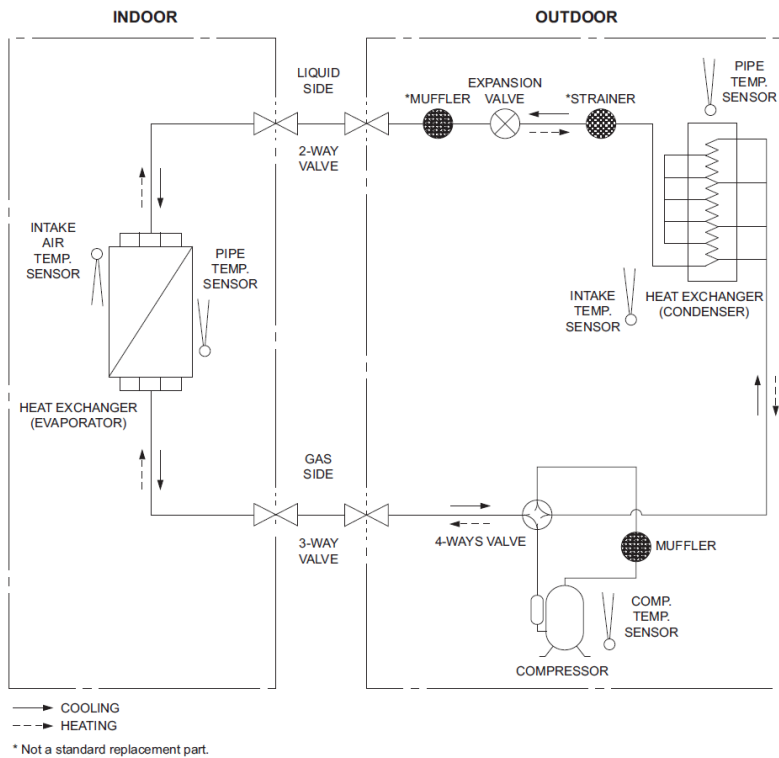 INDOOR
OUTDOOR
LIQUID
SIDE
*MUFFLER
EXPANSION
VALVE
*STRAINER
PIPE
TEMP.
SENSOR
2-WAY
VALVE
INTAKE
AIR
TEMP.
SENSOR
PIPE
TEMP.
SENSOR
INTAKE
TEMP.
SENSOR
HEAT EXCHANGER
(CONDENSER)
HEAT EXCHANGER
(EVAPORATOR)
GAS
SIDE
3-WAY
VALVE
4-WAYS VALVE
MUFFLER
COMP.
TEMP.
SENSOR
COMPRESSOR
COOLING
HEATING
* Not a standard replacement part.